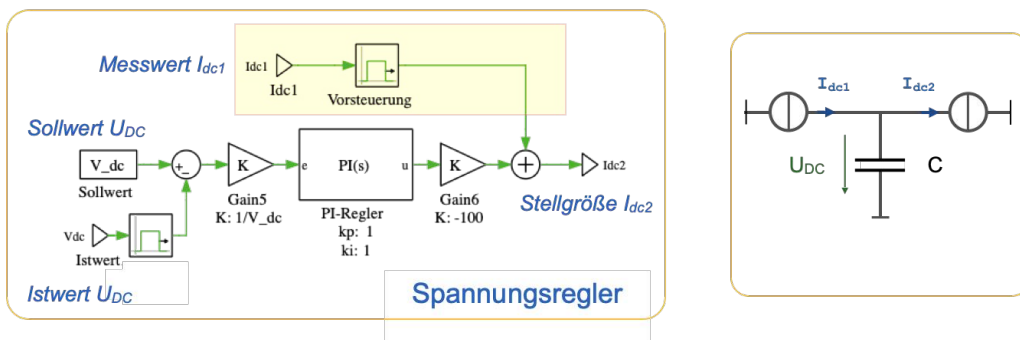 Messwert Idc1
Idc1
Idc1
Vorsteuerung
Sollwert UDC
V_dc
Sollwert
+
−
K
Gain5
K: 1/V_dc
e
PI(s)
u
PI-Regler
kp: 1
ki: 1
K
Gain6
K: -100
+
Idc2
Stellgröße Idc2
Vdc
Istwert
Istwert UDC
Spannungsregler
Idc1
Idc2
UDC
C